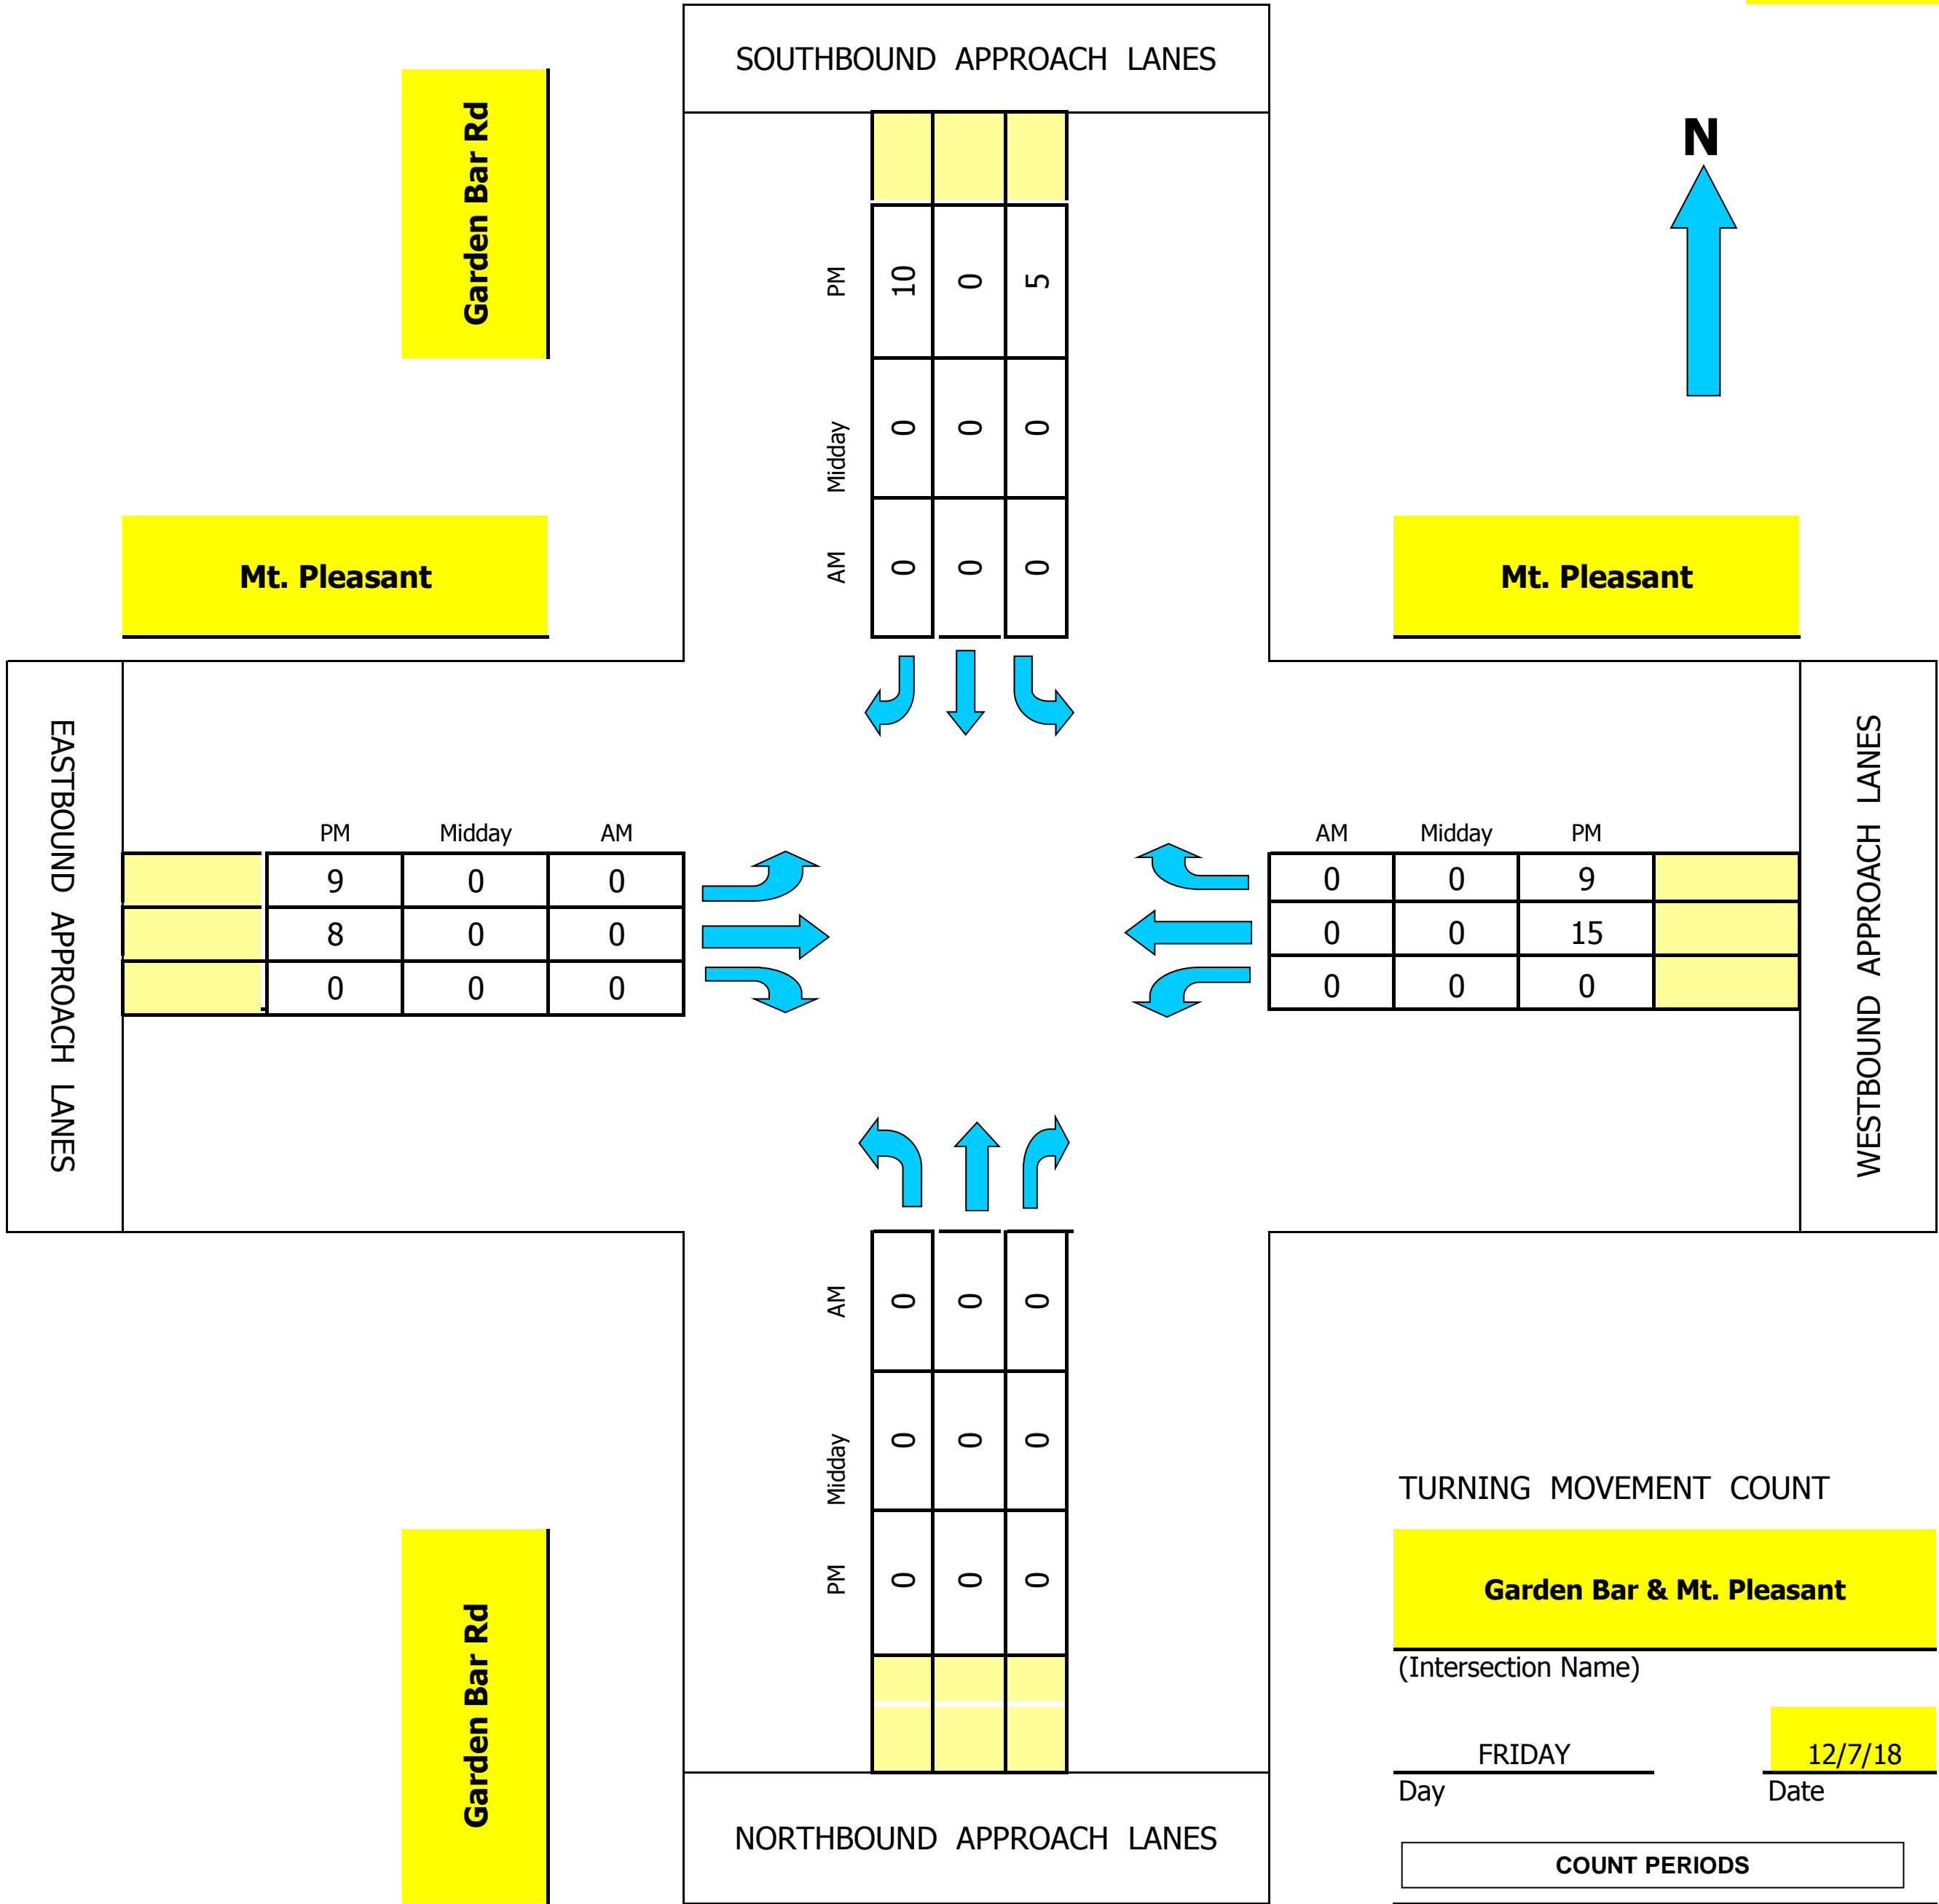 SOUTHBOUND APPROACH LANES
Garden Bar Rd
N
PM 10 0 5
Midday 0 0 0
AM 0 0 0
Mt. Pleasant
Mt. Pleasant
EASTBOUND APPROACH LANES
PM Midday AM
9 0 0
8 0 0
0 0 0
AM Midday PM
0 0 9
0 0 15
0 0 0
WESTBOUND APPROACH LANES
AM 0 0 0
Midday 0 0 0
PM 0 0 0
Garden Bar Rd
NORTHBOUND APPROACH LANES
TURNING MOVEMENT COUNT
Garden Bar & Mt. Pleasant
(Intersection Name)
FRIDAY 12/7/18
Day Date
COUNT PERIODS